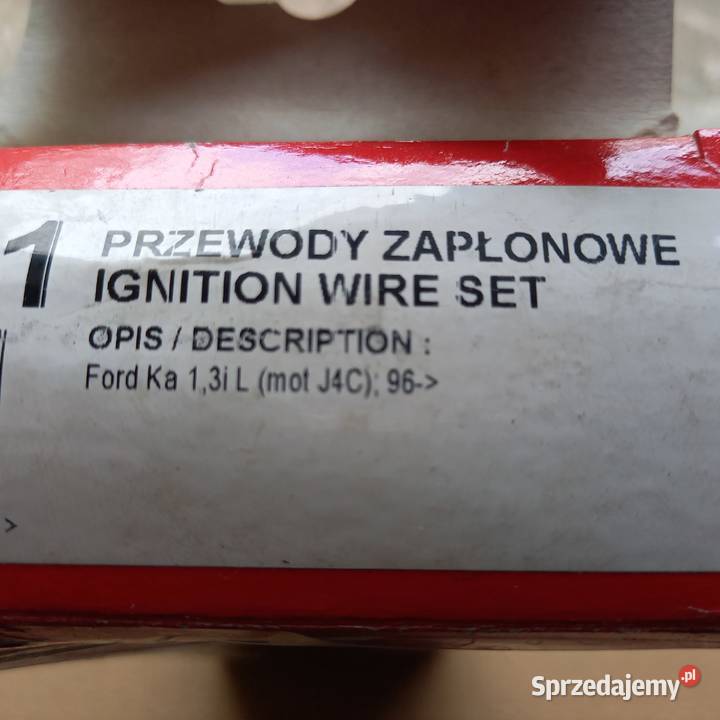 1 PRZEWODY ZAPŁONOWE
IGNITION WIRE SET
OPIS / DESCRIPTION :
Ford Ka 1,3i L (mot J4C); 96->
>
Sprzedajemy.pl